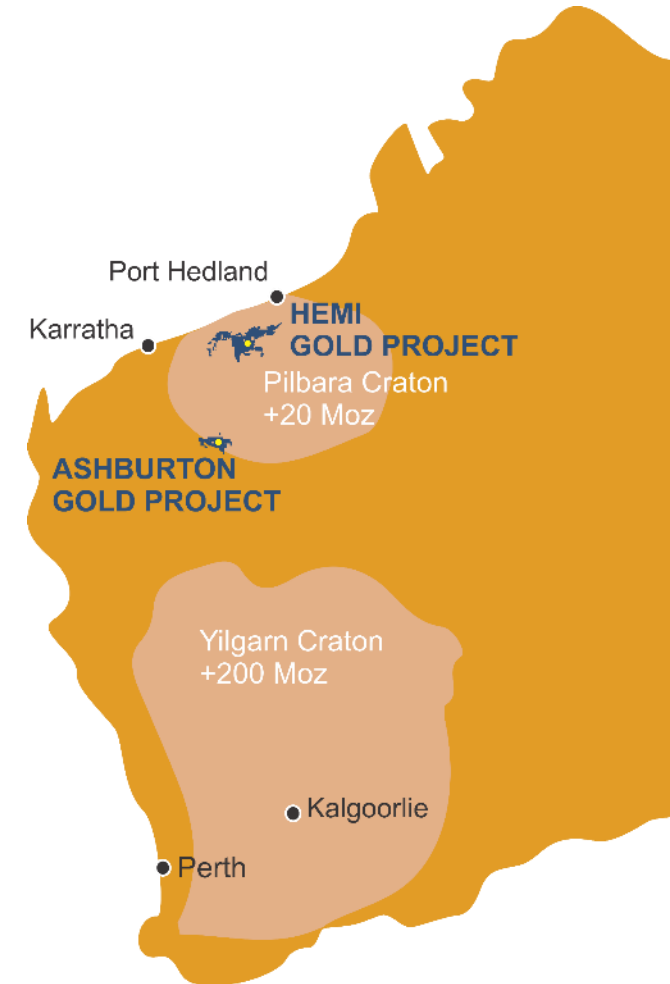 Port Hedland
Karratha
HEMI
GOLD PROJECT
Pilbara Craton
+20 Moz
ASHBURTON
GOLD PROJECT
Yilgarn Craton
+200 Moz
Kalgoorlie
Perth